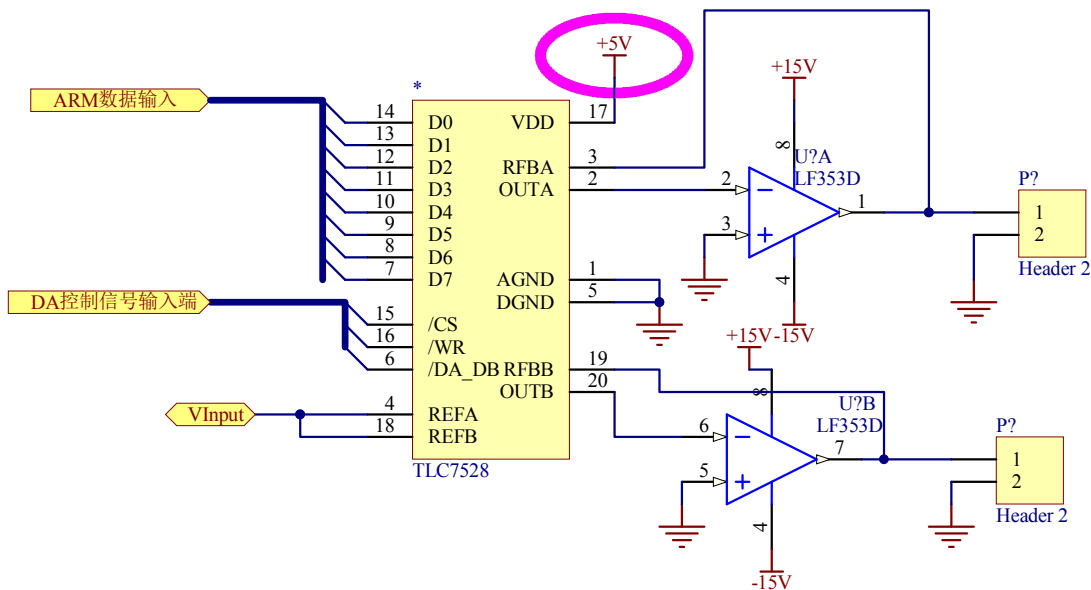 +5V
+15V
*
ARM数据输入
14 D0 VDD 17
13 D1
12 D2 RFBA 3
11 D3 OUTA 2
10 D4
9 D5
8 D6
7 D7 AGND 1
DGND 5
DA控制信号输入端
15 /CS
16 /WR
6 /DA_DB RFBB 19
OUTB 20
VInput
4 REFA
18 REFB
TLC7528
8
U?A
LF353D
2
3
1
4
-15V
P?
1
2
Header 2
+15V
8
U?B
LF353D
6
5
7
4
-15V
P?
1
2
Header 2